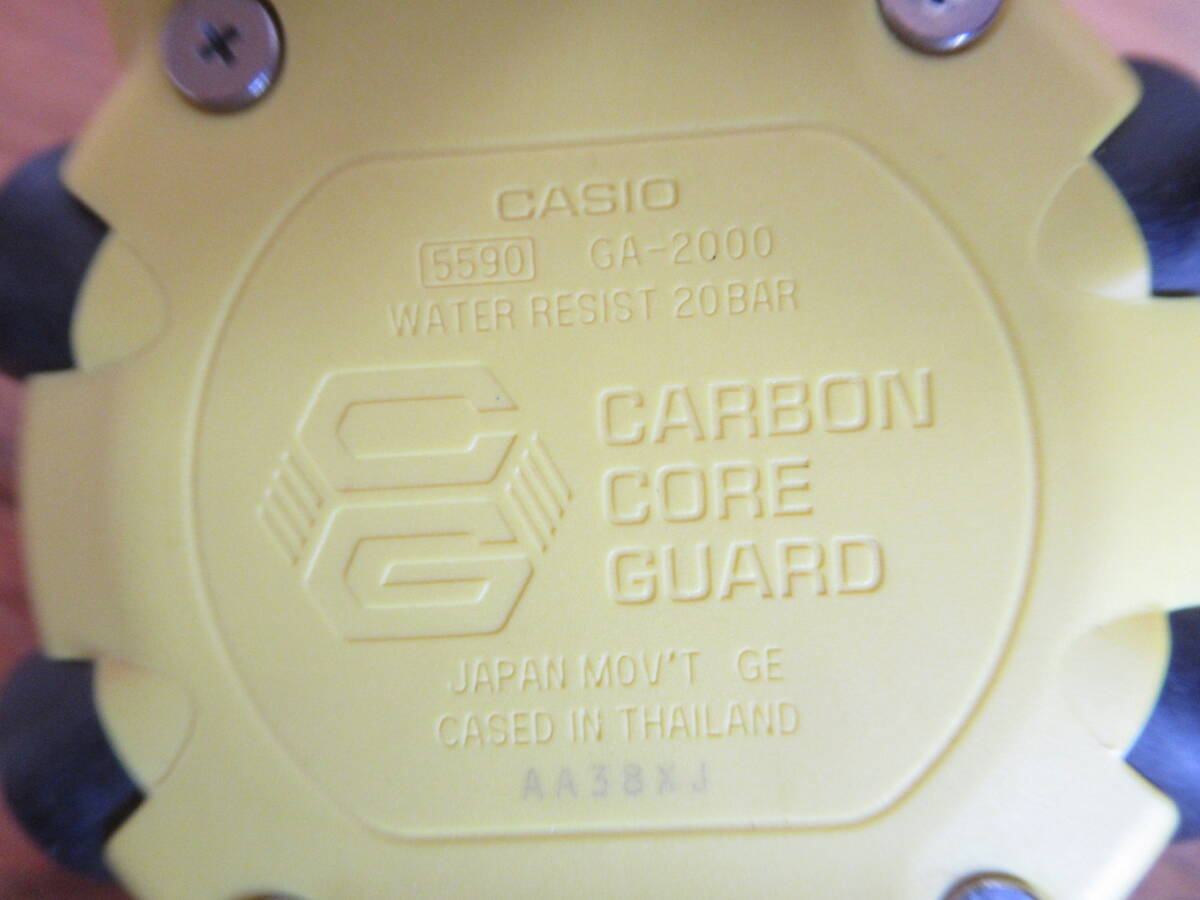 CASIO
5590 GA-2000
WATER RESIST 20BAR
CARBON
CORE
GUARD
JAPAN MOV'T GE
CASED IN THAILAND
AA38XJ